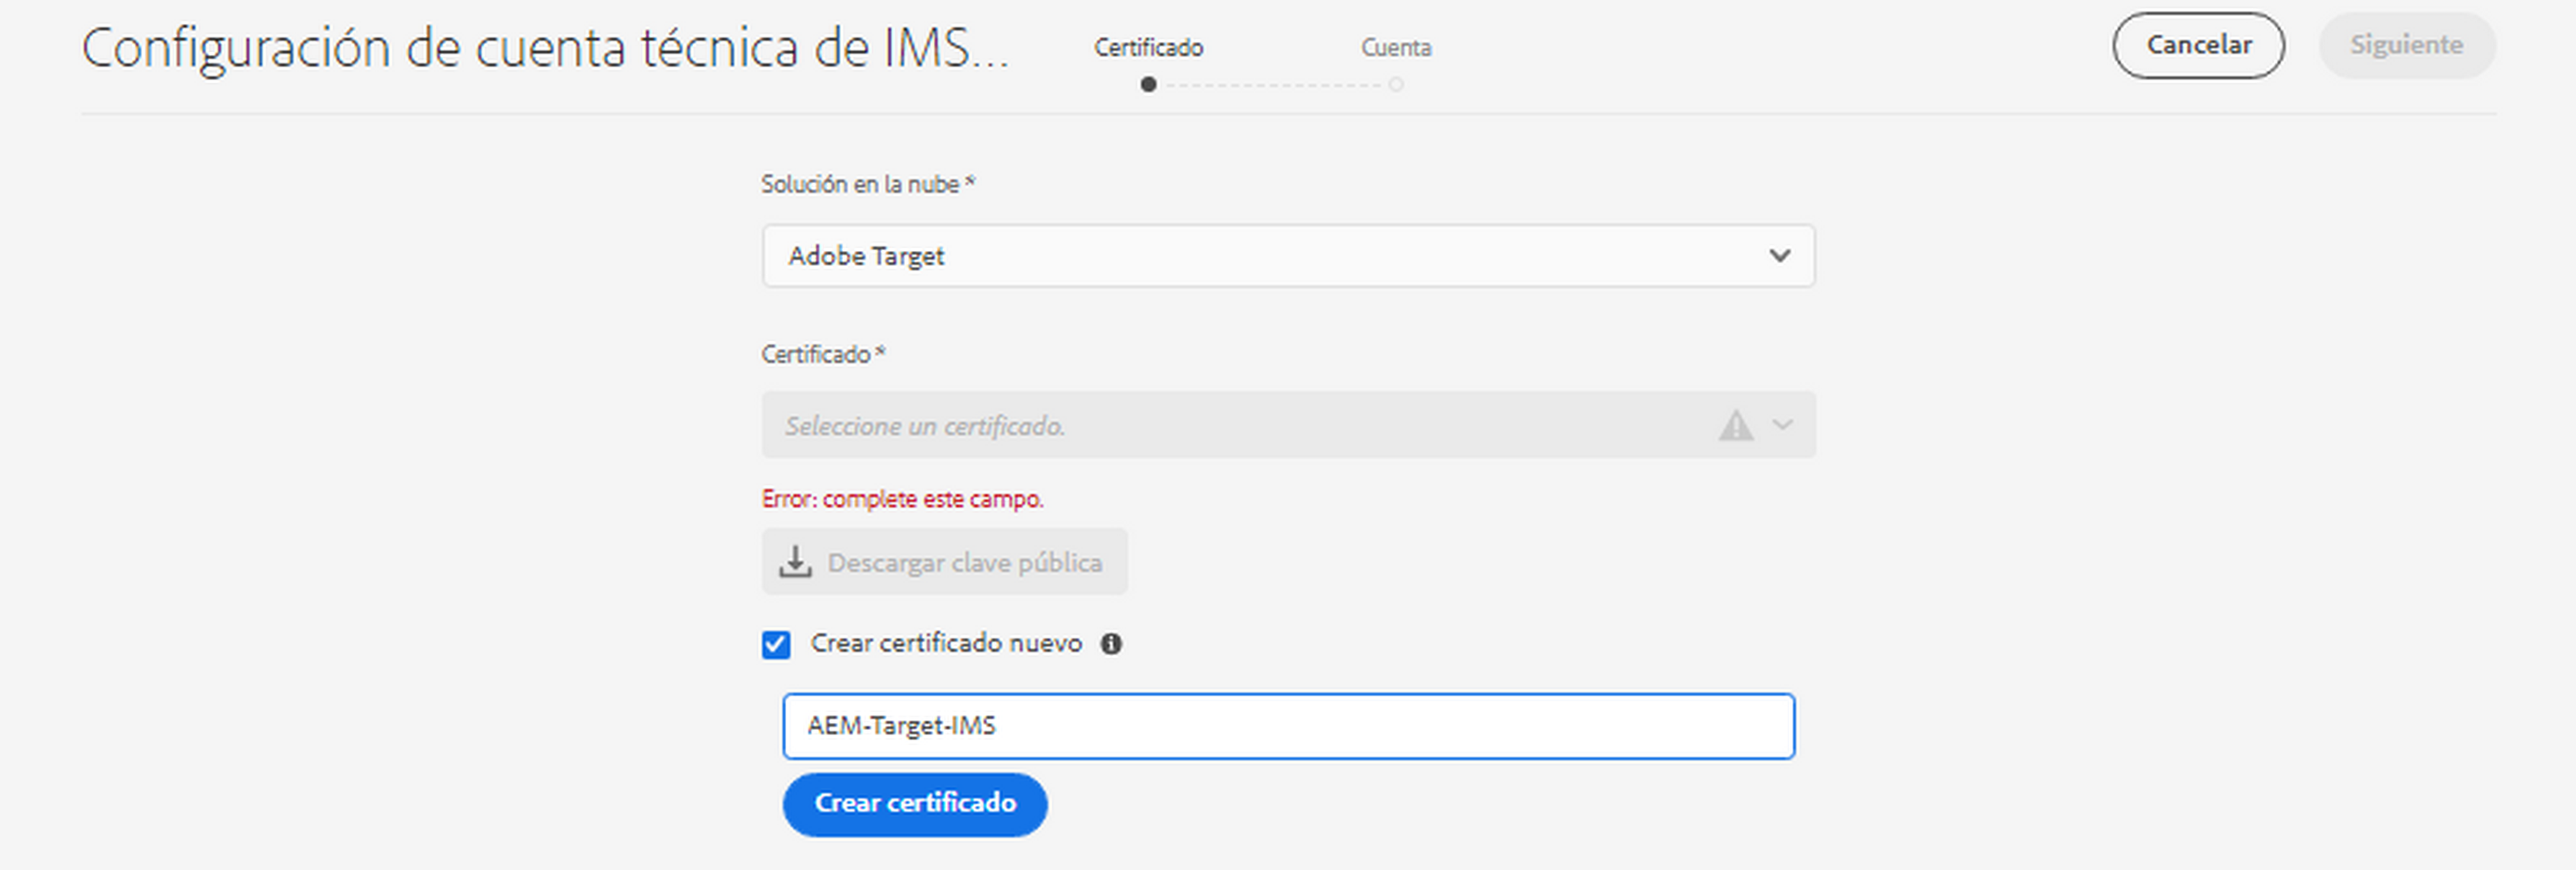 Configuración de cuenta técnica de IMS...
Certificado
Cuenta
Cancelar
Siguiente
Solución en la nube *
Adobe Target
Certificado *
Seleccione un certificado.
Error: complete este campo.
Descargar clave pública
Crear certificado nuevo
AEM-Target-IMS
Crear certificado